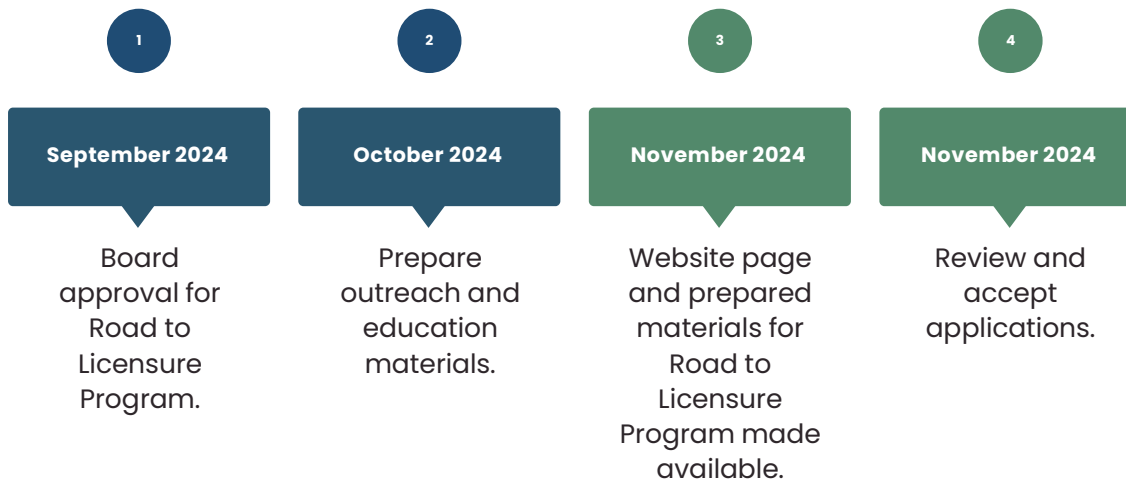 1
September 2024
Board
approval for
Road to
Licensure
Program.
2
October 2024
Prepare
outreach and
education
materials.
3
November 2024
Website page
and prepared
materials for
Road to
Licensure
Program made
available.
4
November 2024
Review and
accept
applications.